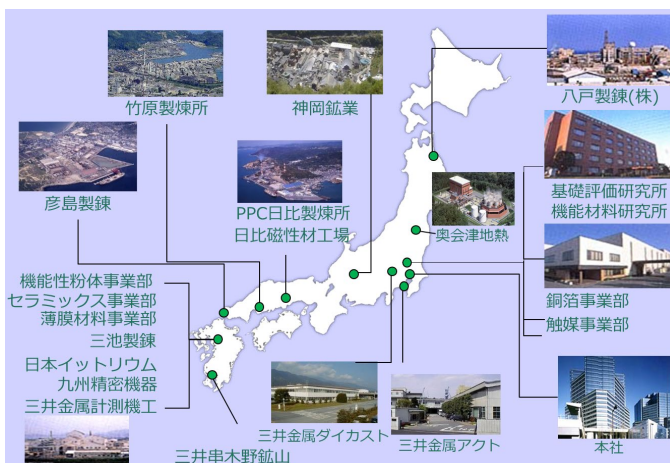 竹原製煉所
神岡鉱業
八戸製錬(株)
彦島製錬
PPC日比製煉所
日比磁性材工場
基礎評価研究所
機能材料研究所
奥会津地熱
銅箔事業部
触媒事業部
機能性粉体事業部
セラミックス事業部
薄膜材料事業部
三池製錬
日本イットリウム
九州精密機器
三井金属計測機工
三井串木野鉱山
三井金属ダイカスト
三井金属アクト
本社